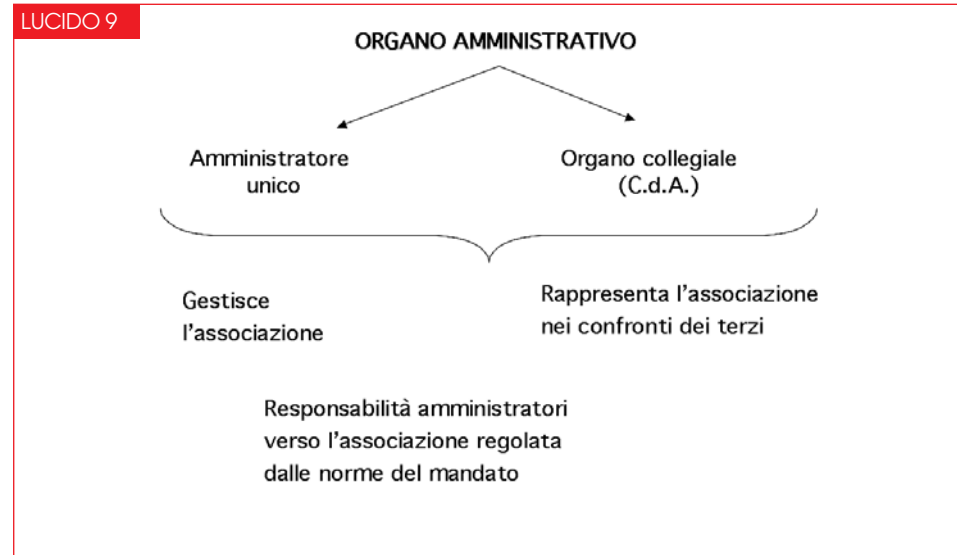 LUCIDO 9
ORGANO AMMINISTRATIVO
Amministratore
unico
Organo collegiale
(C.d.A.)
Gestisce
l'associazione
Rappresenta l'associazione
nei confronti dei terzi
Responsabilità amministratori
verso l'associazione regolata
dalle norme del mandato